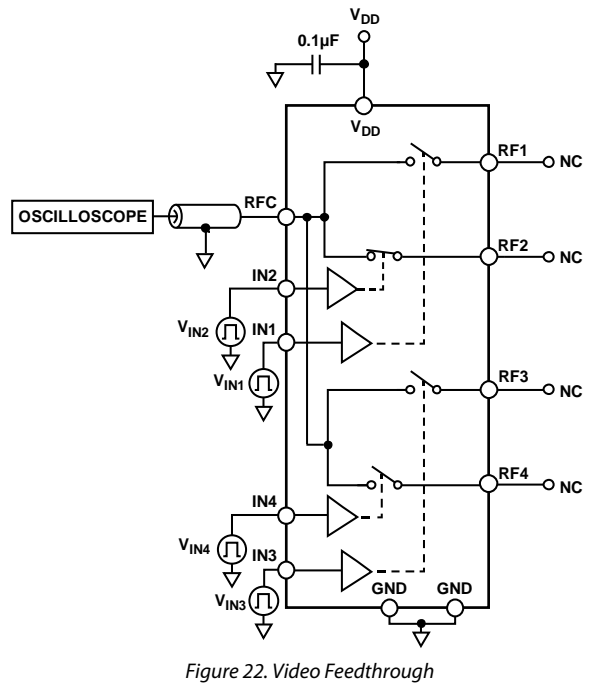 VDD
0.1µF
VDD
RF1
NC
OSCILLOSCOPE
RFC
RF2
NC
IN2
VIN2
IN1
VIN1
RF3
NC
RF4
NC
IN4
VIN4
IN3
VIN3
GND
GND
Figure 22. Video Feedthrough